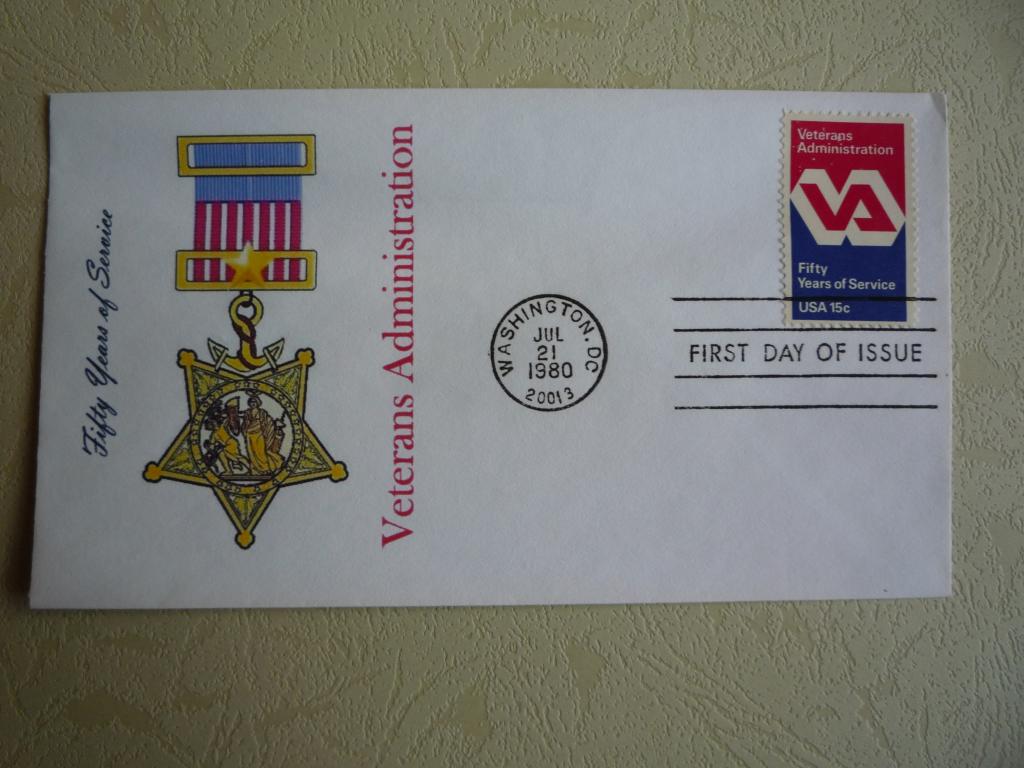 Fifty Years of Service
Veterans Administration
WASHINGTON, DC
JUL
21
1980
20013
Veterans
Administration
VA
Fifty
Years of Service
USA 15c
FIRST DAY OF ISSUE